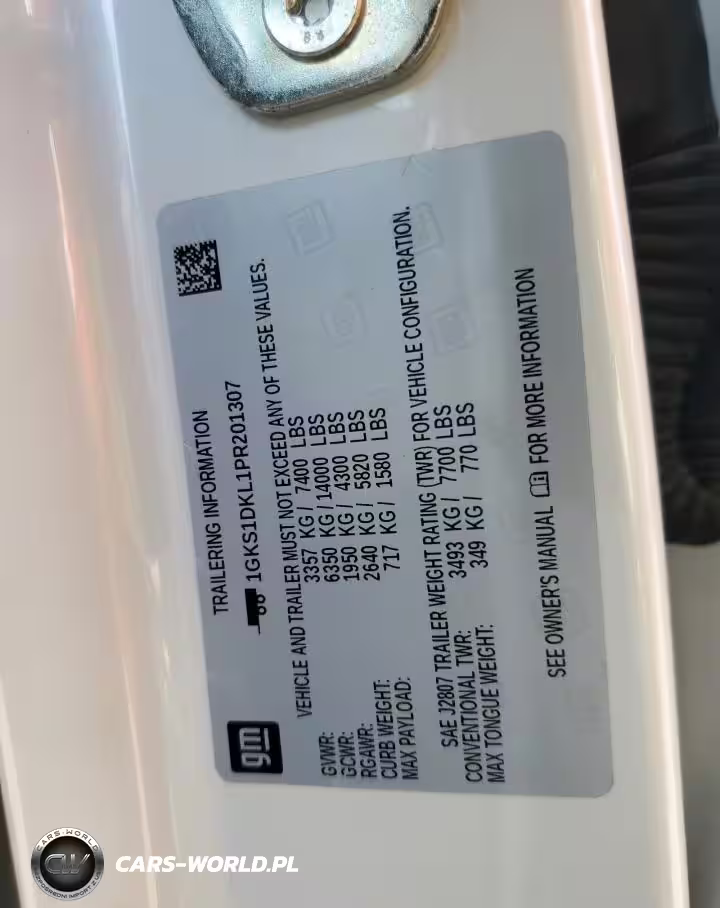 TRAILERING INFORMATION
1GKS1DKL1PR201307
gm
VEHICLE AND TRAILER MUST NOT EXCEED ANY OF THESE VALUES.
GVWR: 3357 KG / 7400 LBS
GCWR: 6350 KG / 14000 LBS
RGAWR: 1950 KG / 4300 LBS
CURB WEIGHT: 2640 KG / 5820 LBS
MAX PAYLOAD: 717 KG / 1580 LBS
SAE J2807 TRAILER WEIGHT RATING (TWR) FOR VEHICLE CONFIGURATION.
CONVENTIONAL TWR: 3493 KG / 7700 LBS
MAX TONGUE WEIGHT: 349 KG / 770 LBS
SEE OWNER'S MANUAL FOR MORE INFORMATION
CARS-WORLD
CW
CARS-WORLD.PL